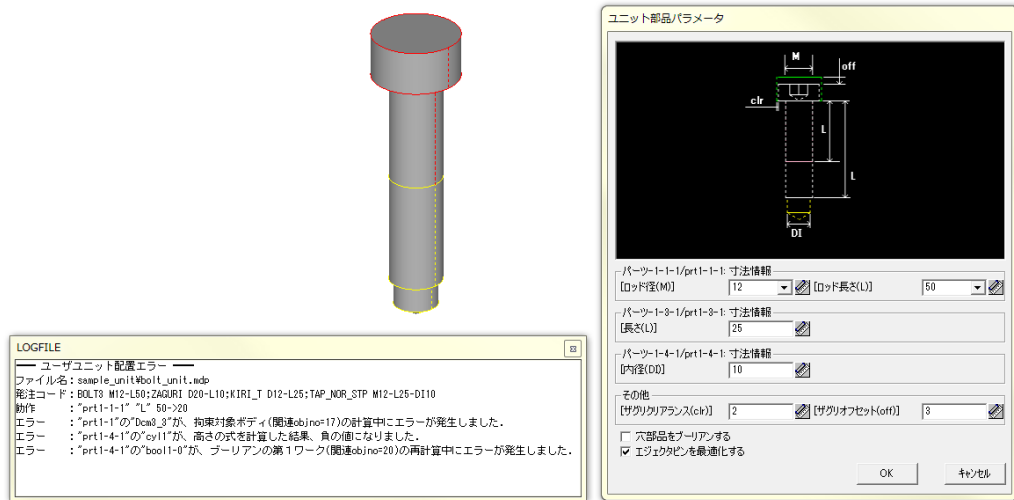 ユニット部品パラメータ
M
off
clr
L
L
DI
パーツ-1-1-1/prt1-1-1: 寸法情報
[ロッド径(M)] 12 [ロッド長さ(L)] 50
パーツ-1-3-1/prt1-3-1: 寸法情報
[長さ(L)] 25
パーツ-1-4-1/prt1-4-1: 寸法情報
[内径(DD)] 10
その他
[ザグリクリアランス(clr)] 2 [ザグリオフセット(off)] 3
穴部品をブーリアンする
エジェクタピンを最適化する
OK キャンセル
LOGFILE
━━ ユーザユニット配置エラー ━━
ファイル名:sample_unit¥bolt_unit.mdp
発注コード:BOLT3 M12-L50;ZAGURI D20-L10;KIRI_T D12-L25;TAP_NOR_STP M12-L25-DI10
動作 :"prt1-1-1" "L" 50->20
エラー :"prt1-1"の"Dcm3_3"が、拘束対象ボディ(関連objno=17)の計算中にエラーが発生しました.
エラー :"prt1-4-1"の"cyl1"が、高さの式を計算した結果、負の値になりました.
エラー :"prt1-4-1"の"bool1-0"が、ブーリアンの第１ワーク(関連objno=20)の再計算中にエラーが発生しました.